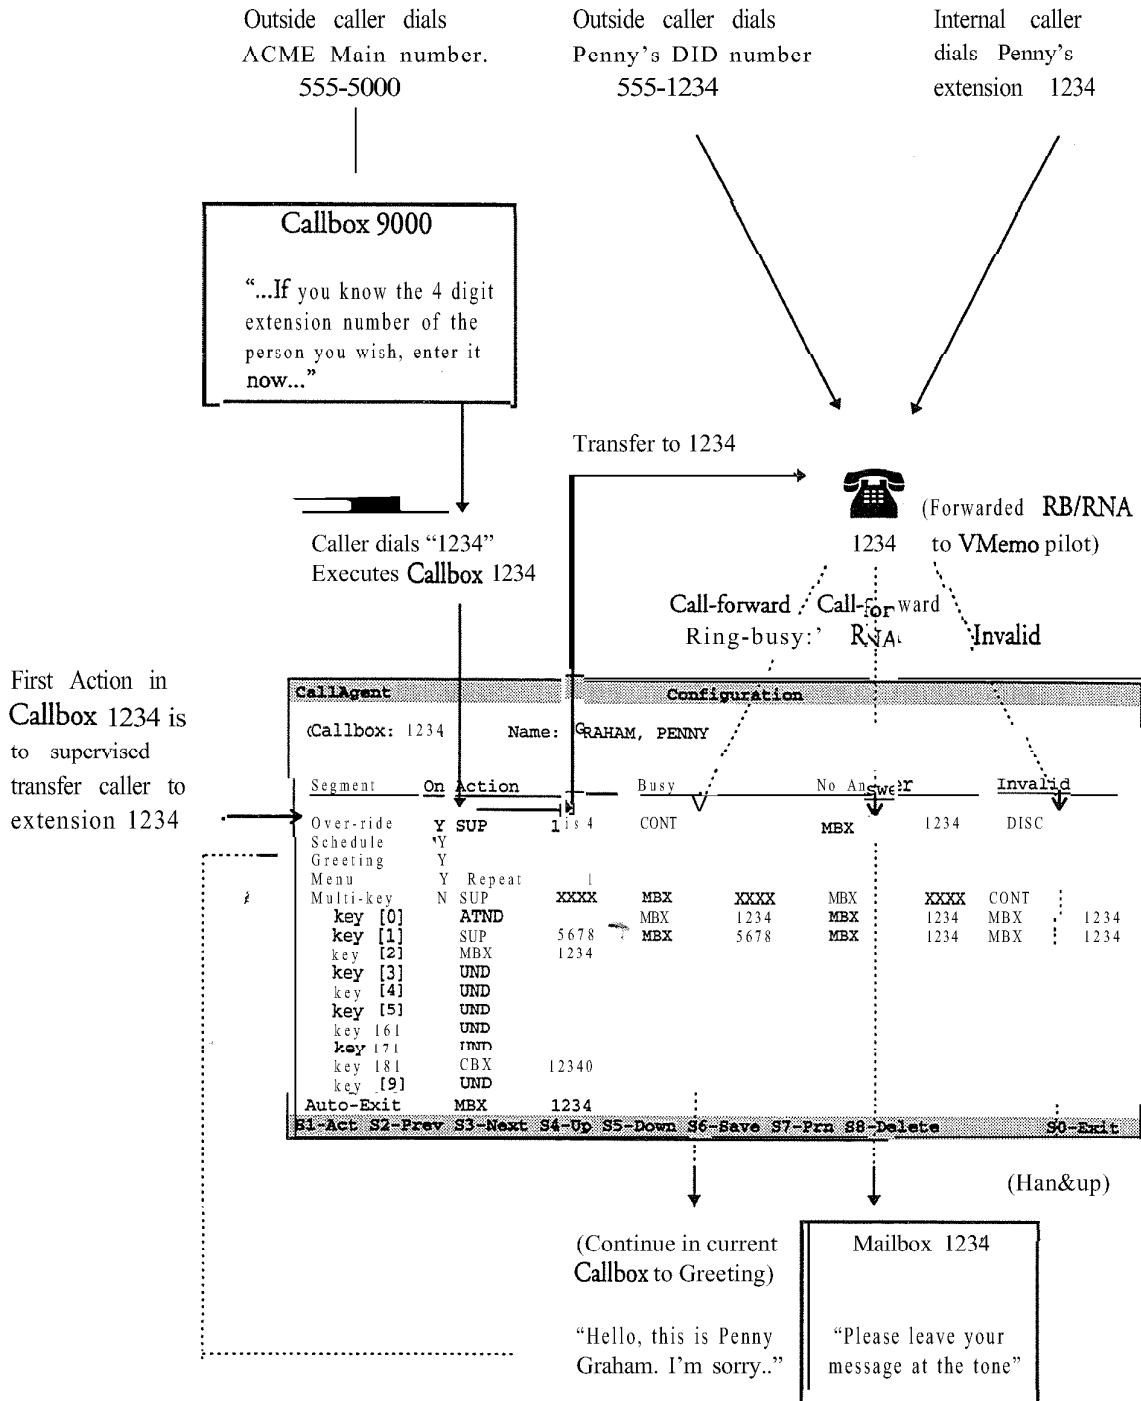 Outside caller dials
ACME Main number.
555-5000
Outside caller dials
Penny's DID number
555-1234
Internal caller
dials Penny's
extension 1234
Callbox 9000
“...If you know the 4 digit
extension number of the
person you wish, enter it
now...”
Transfer to 1234
(Forwarded RB/RNA
1234 to VMemo pilot)
Caller dials “1234”
Executes Callbox 1234
Call-forward
Ring-busy:'
Call-forward
RNA
Invalid
First Action in
Callbox 1234 is
to supervised
transfer caller to
extension 1234
CallAgent Configuration
(Callbox: 1234 Name: GRAHAM, PENNY
Segment On Action Busy No Answer Invalid
Over-ride Y SUP 1is4 CONT MBX 1234 DISC
Schedule Y
Greeting Y
Menu Y Repeat 1
Multi-key N SUP XXXX MBX XXXX MBX XXXX CONT
key [0] ATND MBX 1234 MBX 1234 MBX 1234
key [1] SUP 5678 MBX 5678 MBX 1234 MBX 1234
key [2] MBX 1234
key [3] UND
key [4] UND
key [5] UND
key 161 UND
key 171 UND
key 181 CBX 12340
key [9] UND
Auto-Exit MBX 1234
S1-Act S2-Prev S3-Next S4-Up S5-Down S6-Save S7-Prn S8-Delete S0-Exit
(Han&up)
(Continue in current
Callbox to Greeting)
“Hello, this is Penny
Graham. I'm sorry..”
Mailbox 1234
“Please leave your
message at the tone”